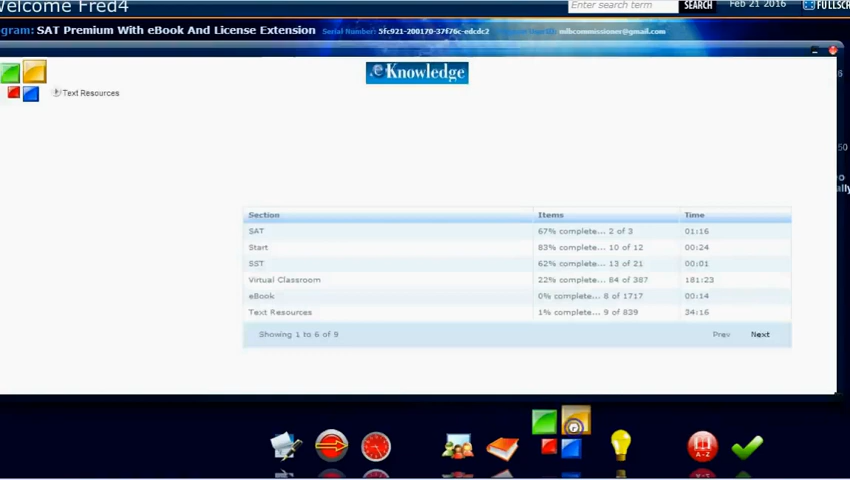 elcome Fred4
Enter search term
SEARCH
Feb 21 2016
FULLSCR
gram: SAT Premium With eBook And License Extension
Serial Number: 5fc921-200170-37f76c-edcdc2
UserID: mlbcommissioner@gmail.com
eKnowledge
Text Resources
Section Items Time
SAT 67% complete... 2 of 3 01:16
Start 83% complete... 10 of 12 00:24
SST 62% complete... 13 of 21 00:01
Virtual Classroom 22% complete... 84 of 387 181:23
eBook 0% complete... 8 of 1717 00:14
Text Resources 1% complete... 9 of 839 34:16
Showing 1 to 6 of 9 Prev Next
A-Z